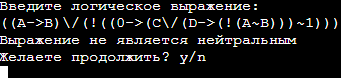 Введите логическое выражение:
((A->B)\/(!((0->(C\/(D->(!(A~B)))~1)))
Выражение не является нейтральным
Желаете продолжить? y/n